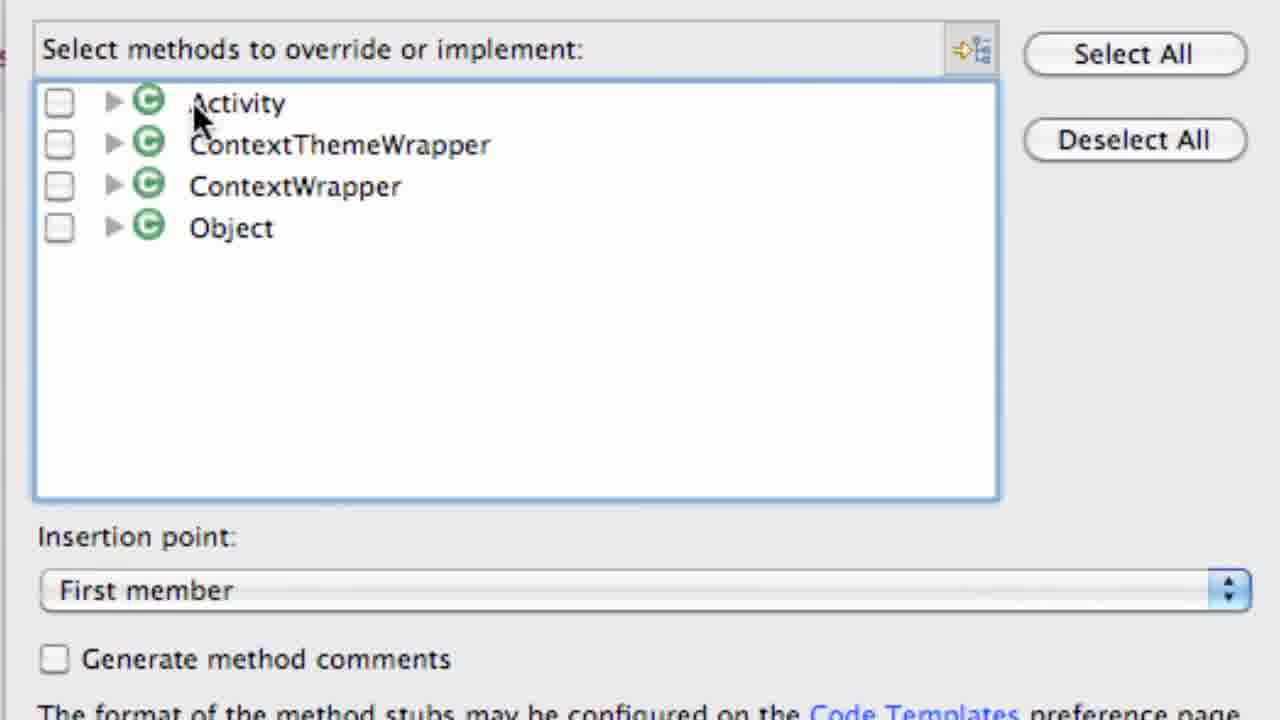 Select methods to override or implement:
Select All
Activity
Deselect All
ContextThemeWrapper
ContextWrapper
Object
Insertion point:
First member
Generate method comments
The format of the method stubs may be configured on the Code Templates preference page.